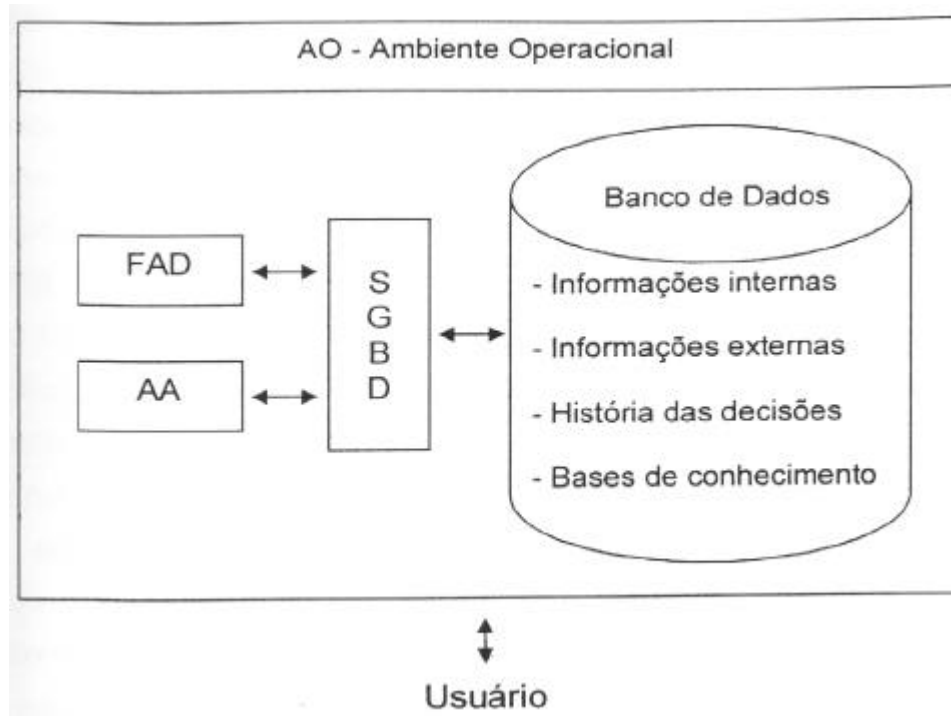 AO - Ambiente Operacional
Banco de Dados
FAD
AA
S
G
B
D
- Informações internas
- Informações externas
- História das decisões
- Bases de conhecimento
Usuário